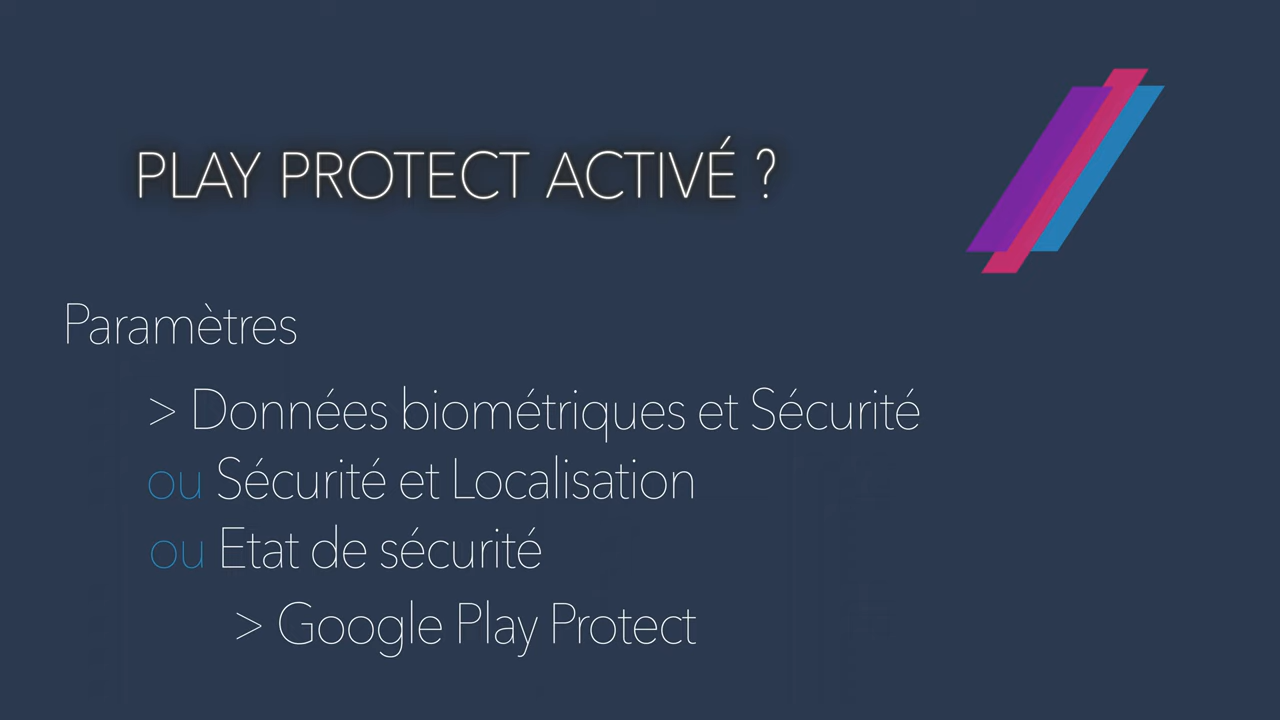 PLAY PROTECT ACTIVÉ ?
Paramètres
> Données biométriques et Sécurité
ou Sécurité et Localisation
ou Etat de sécurité
> Google Play Protect